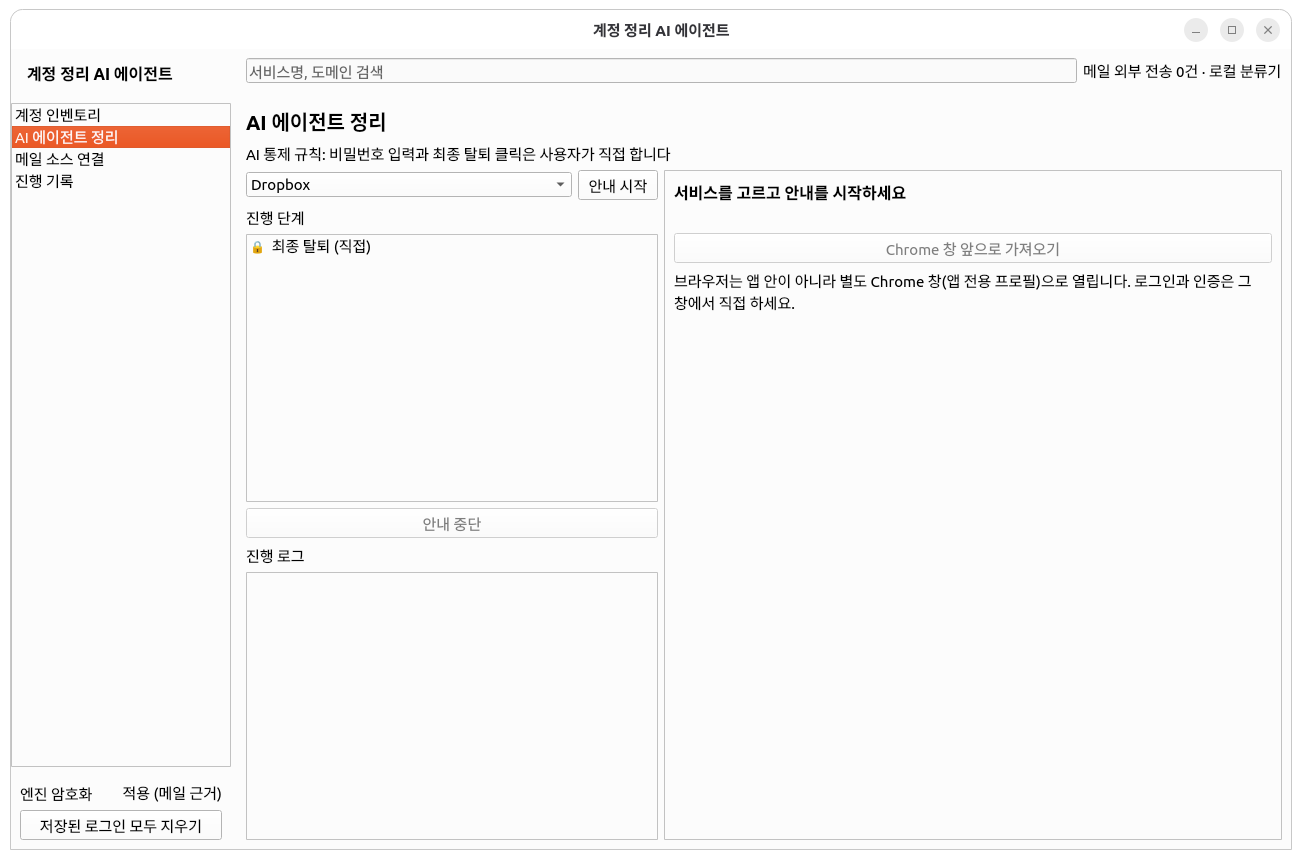 계정 정리 AI 에이전트
계정 정리 AI 에이전트
서비스명, 도메인 검색
메일 외부 전송 0건 · 로컬 분류기
계정 인벤토리
AI 에이전트 정리
메일 소스 연결
진행 기록
AI 에이전트 정리
AI 통제 규칙: 비밀번호 입력과 최종 탈퇴 클릭은 사용자가 직접 합니다
Dropbox
안내 시작
진행 단계
🔒 최종 탈퇴 (직접)
안내 중단
진행 로그
서비스를 고르고 안내를 시작하세요
Chrome 창 앞으로 가져오기
브라우저는 앱 안이 아니라 별도 Chrome 창(앱 전용 프로필)으로 열립니다. 로그인과 인증은 그
창에서 직접 하세요.
엔진 암호화
적용 (메일 근거)
저장된 로그인 모두 지우기